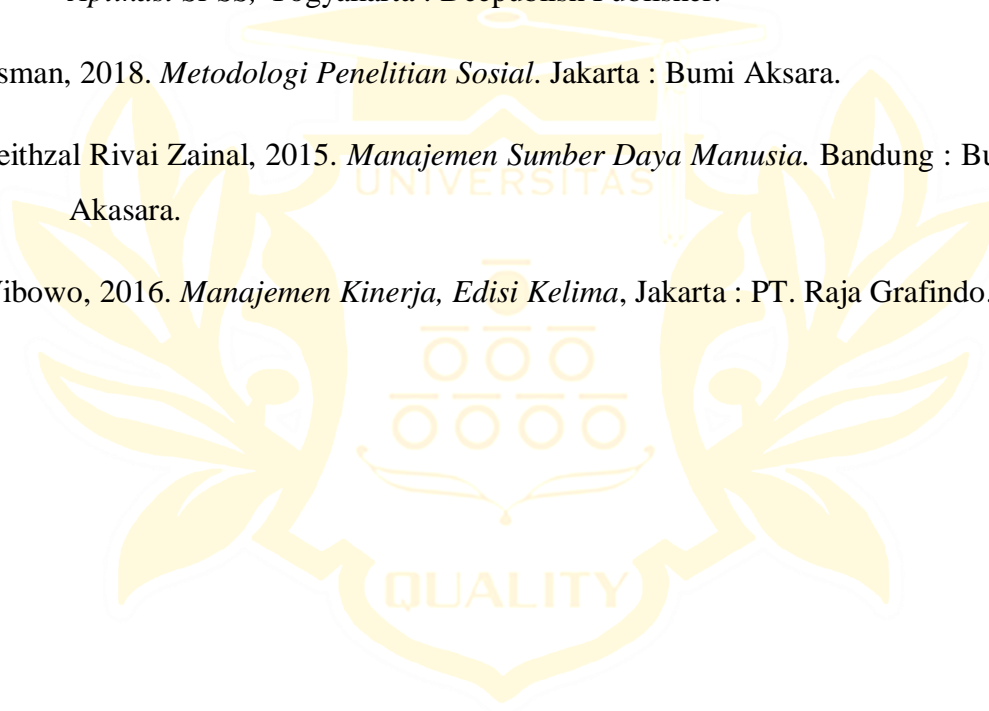 Aplikasi SPSS, Yogyakarta : Deepublish Publisher.
sman, 2018. Metodologi Penelitian Sosial. Jakarta : Bumi Aksara.
eithzal Rivai Zainal, 2015. Manajemen Sumber Daya Manusia. Bandung : Bu
Akasara.
ibowo, 2016. Manajemen Kinerja, Edisi Kelima, Jakarta : PT. Raja Grafindo.
UNIVERSITAS
QUALITY